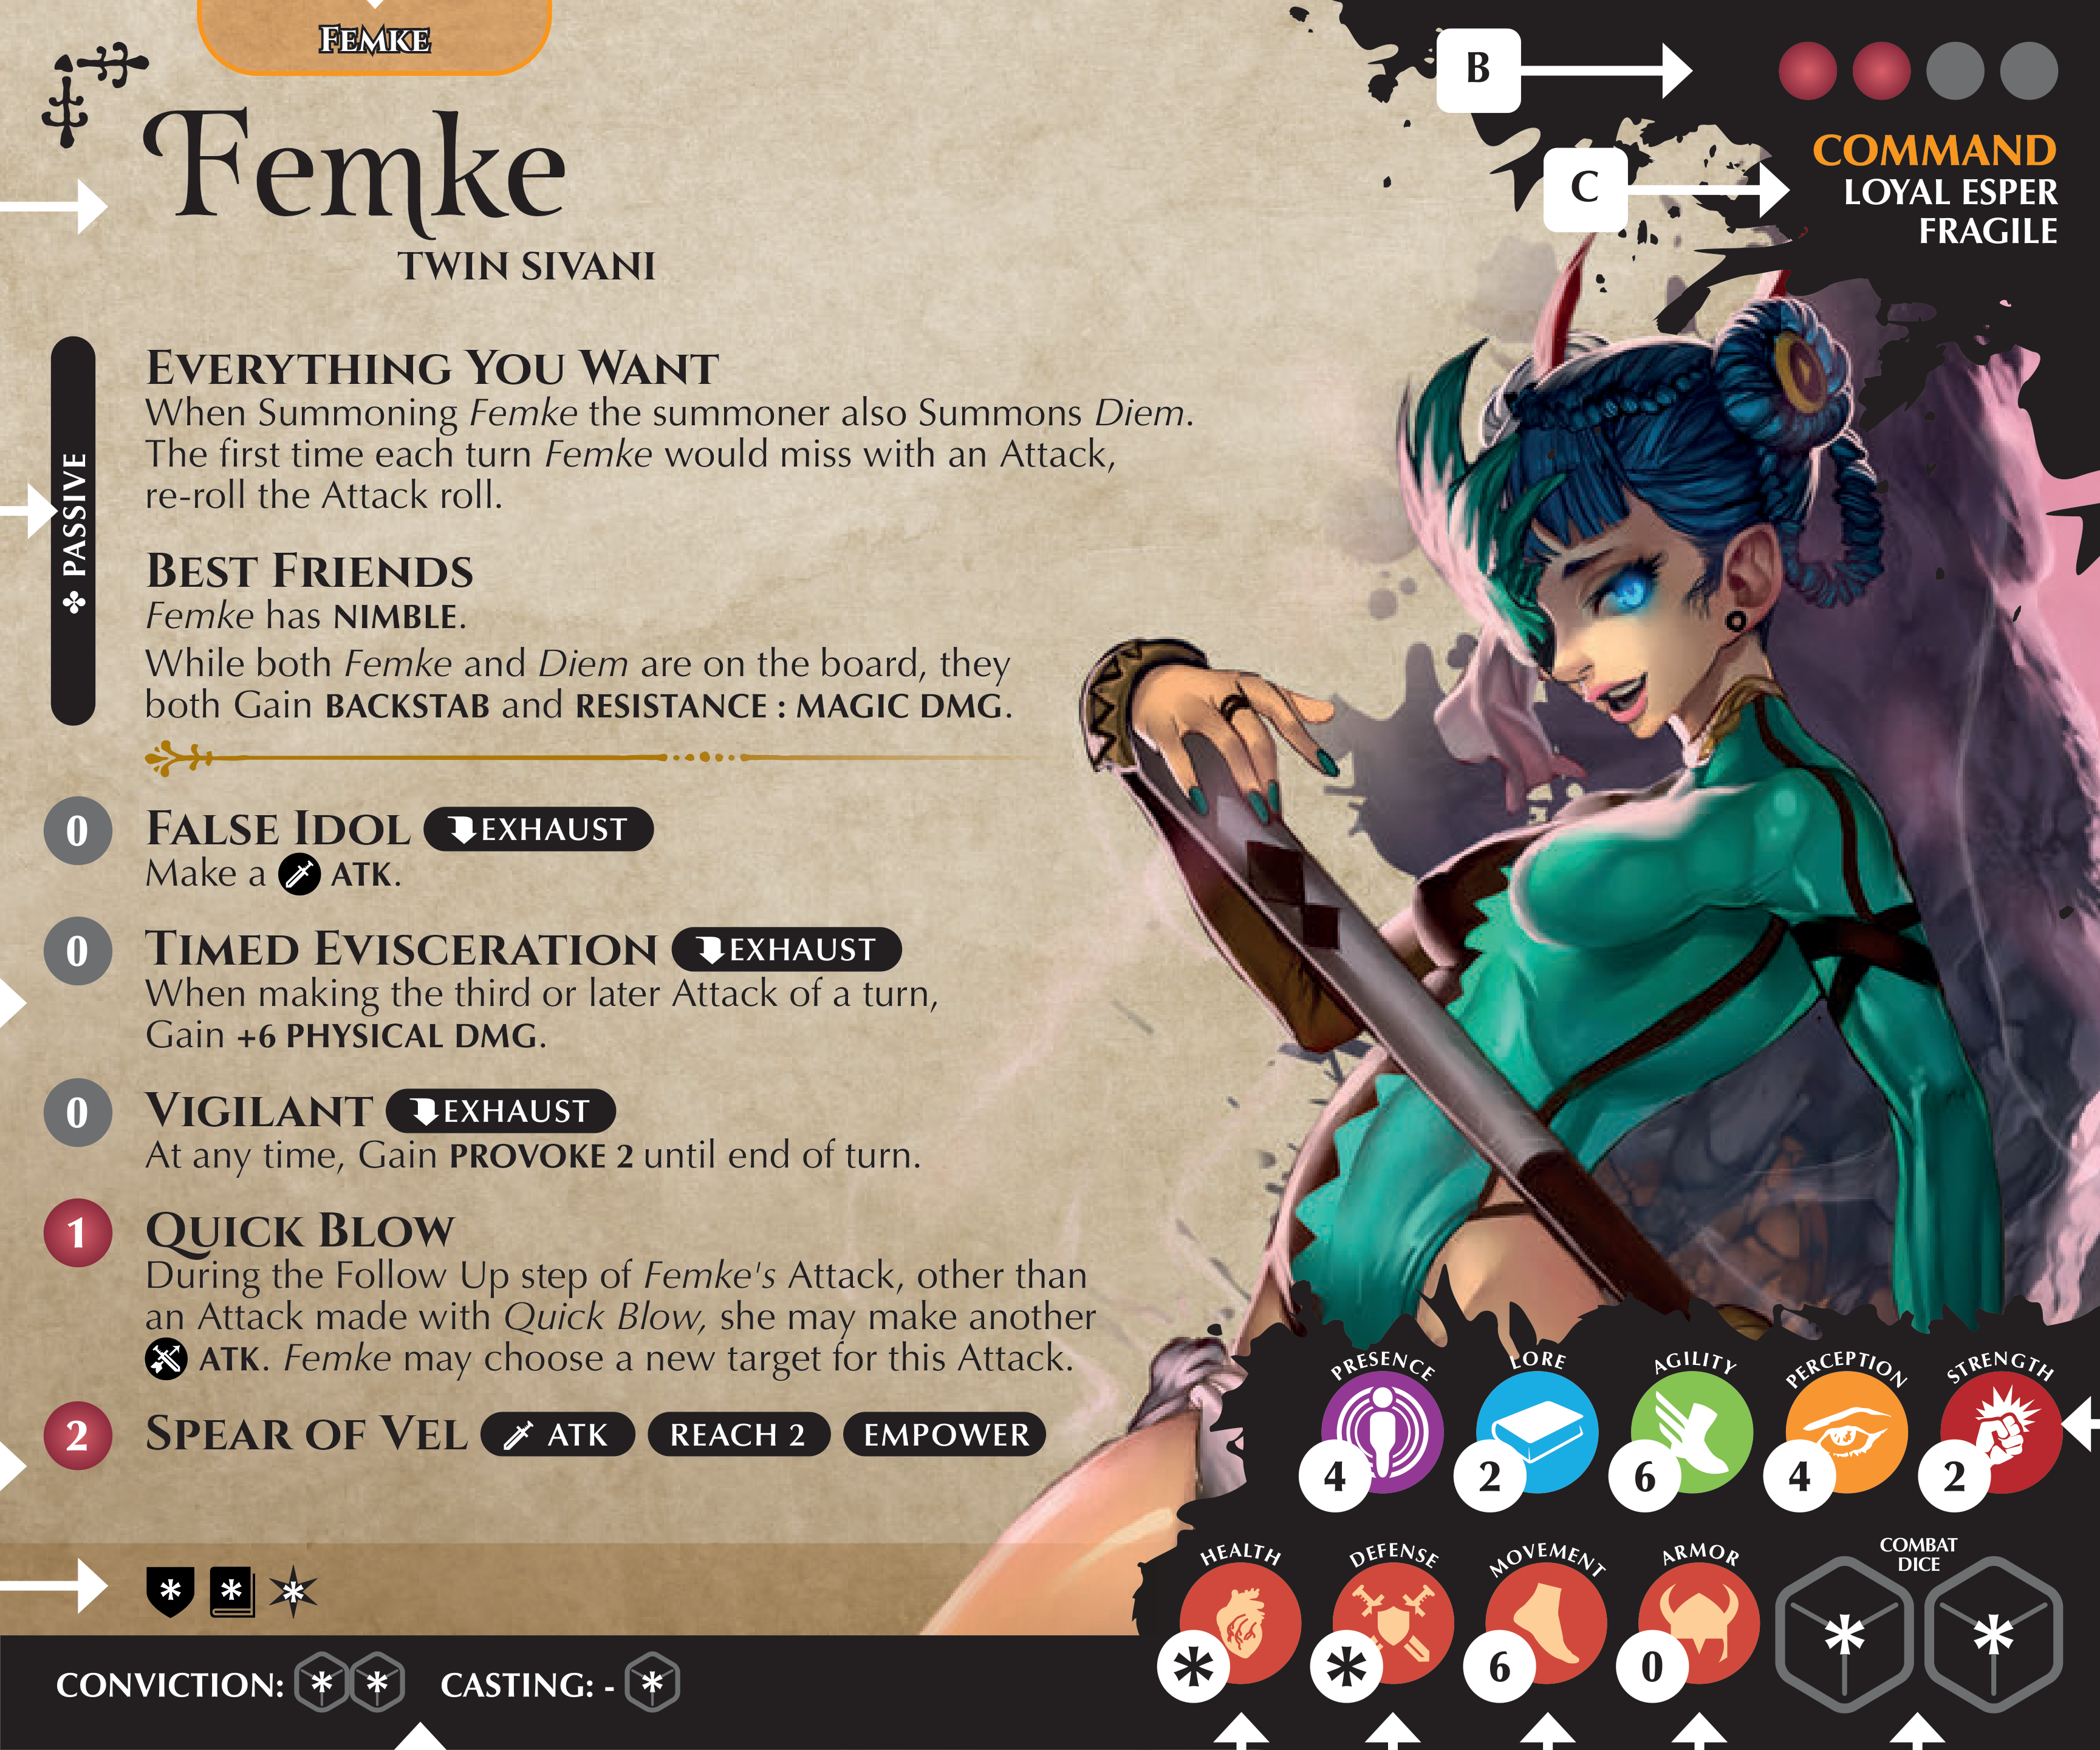 FEMKE
B
C
COMMAND
LOYAL ESPER
FRAGILE
Femke
TWIN SIVANI
PASSIVE
EVERYTHING YOU WANT
When Summoning Femke the summoner also Summons Diem.
The first time each turn Femke would miss with an Attack,
re-roll the Attack roll.
BEST FRIENDS
Femke has NIMBLE.
While both Femke and Diem are on the board, they
both Gain BACKSTAB and RESISTANCE : MAGIC DMG.
0 FALSE IDOL EXHAUST
Make a ATK.
0 TIMED EVISCERATION EXHAUST
When making the third or later Attack of a turn,
Gain +6 PHYSICAL DMG.
0 VIGILANT EXHAUST
At any time, Gain PROVOKE 2 until end of turn.
1 QUICK BLOW
During the Follow Up step of Femke's Attack, other than
an Attack made with Quick Blow, she may make another
ATK. Femke may choose a new target for this Attack.
2 SPEAR OF VEL ATK REACH 2 EMPOWER
PRESENCE LORE AGILITY PERCEPTION STRENGTH
4 2 6 4 2
HEALTH DEFENSE MOVEMENT ARMOR COMBAT DICE
* * 6 0 * *
* * *
CONVICTION: * * CASTING: - *